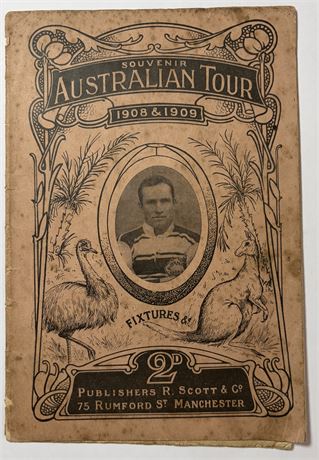 SOUVENIR
AUSTRALIAN TOUR
1908 & 1909
FIXTURES &c
2D
PUBLISHERS R. SCOTT & Co
75 RUMFORD ST. MANCHESTER